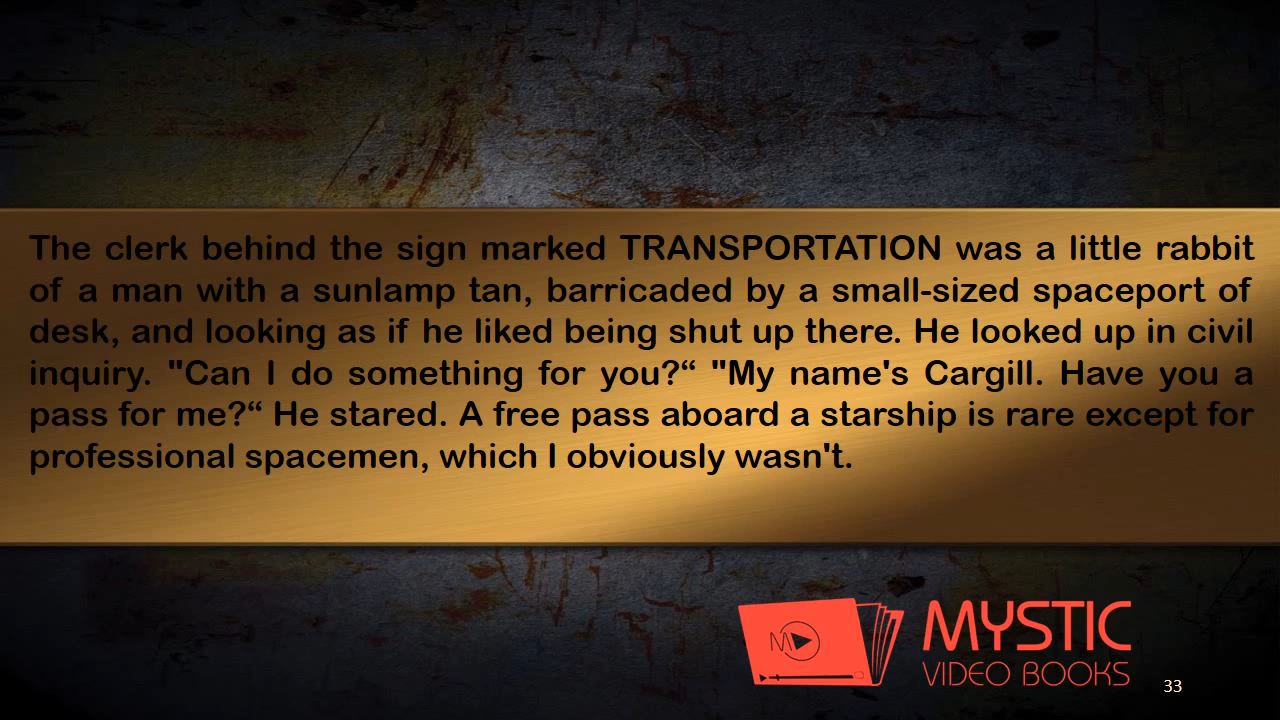 The clerk behind the sign marked TRANSPORTATION was a little rabbit
of a man with a sunlamp tan, barricaded by a small-sized spaceport of
desk, and looking as if he liked being shut up there. He looked up in civil
inquiry. "Can I do something for you?“ "My name's Cargill. Have you a
pass for me?“ He stared. A free pass aboard a starship is rare except for
professional spacemen, which I obviously wasn't.
M
MYSTIC
VIDEO BOOKS
33